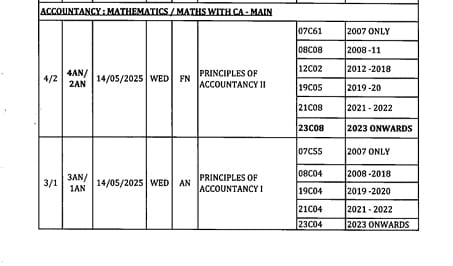 ACCOUNTANCY : MATHEMATICS / MATHS WITH CA - MAIN
4/2 4AN/ 2AN 14/05/2025 WED FN PRINCIPLES OF ACCOUNTANCY II
07C61 2007 ONLY
08C08 2008 -11
12C02 2012 -2018
19C05 2019 -20
21C08 2021 - 2022
23C08 2023 ONWARDS
3/1 3AN/ 1AN 14/05/2025 WED AN PRINCIPLES OF ACCOUNTANCY I
07C55 2007 ONLY
08C04 2008 -2018
19C04 2019 -2020
21C04 2021 - 2022
23C04 2023 ONWARDS